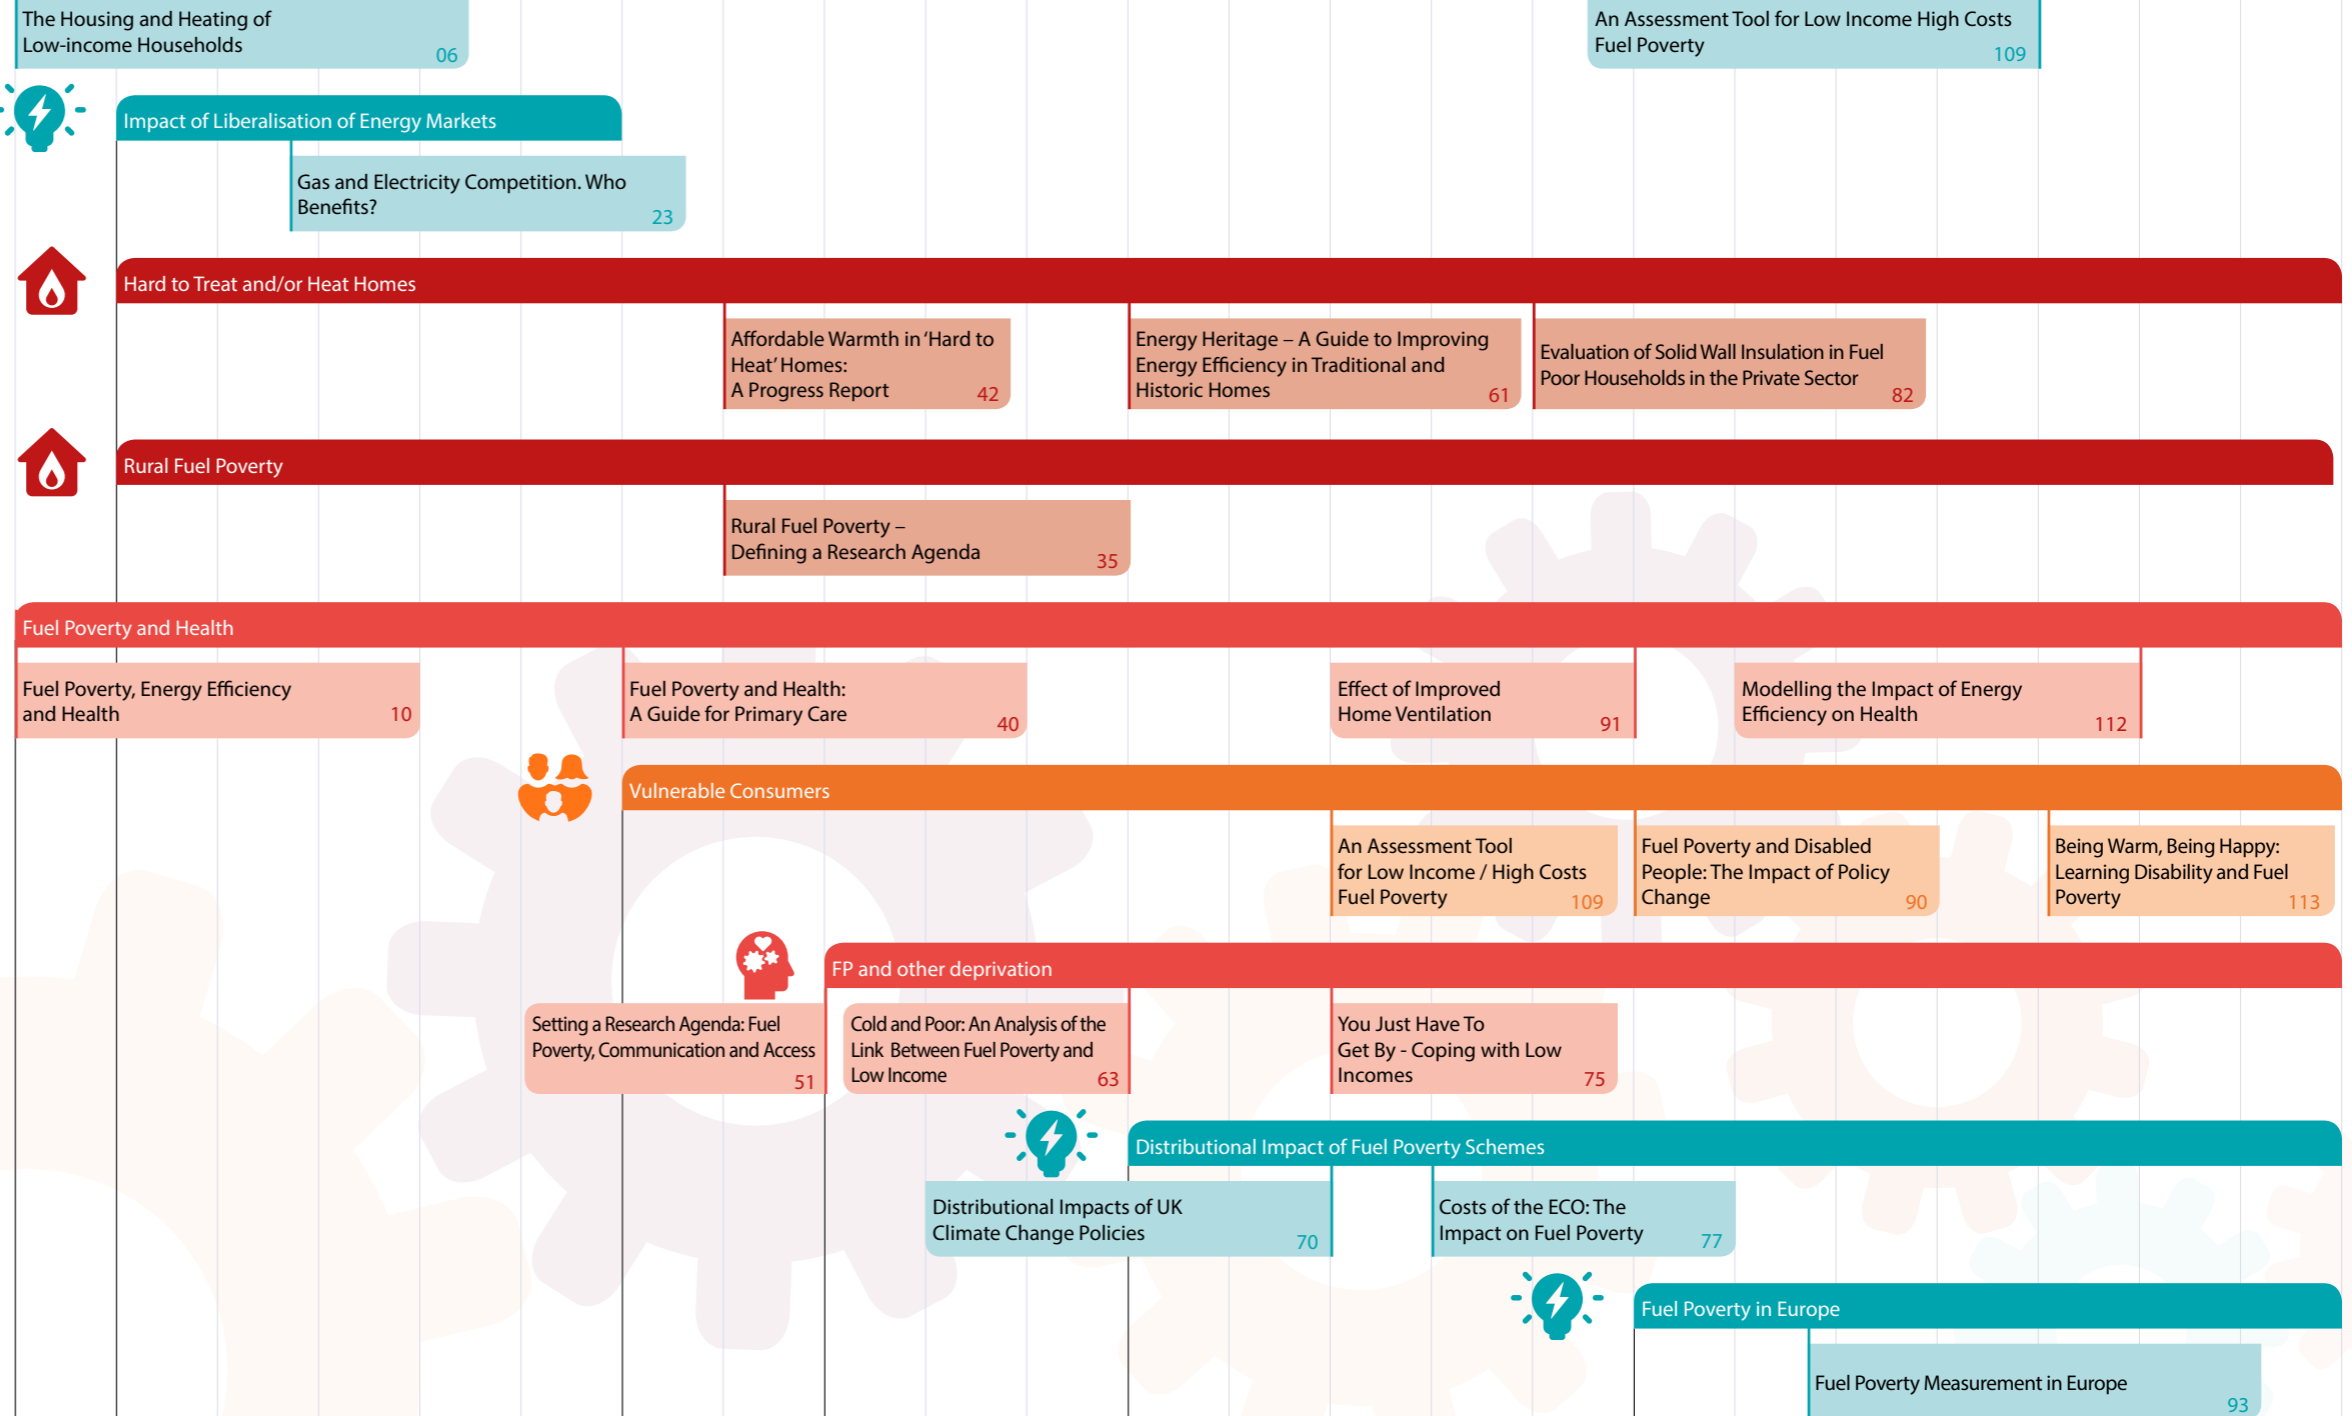 The Housing and Heating of
Low-income Households
06
An Assessment Tool for Low Income High Costs
Fuel Poverty
109
Impact of Liberalisation of Energy Markets
Gas and Electricity Competition. Who
Benefits?
23
Hard to Treat and/or Heat Homes
Affordable Warmth in ‘Hard to
Heat’ Homes:
A Progress Report
42
Energy Heritage – A Guide to Improving
Energy Efficiency in Traditional and
Historic Homes
61
Evaluation of Solid Wall Insulation in Fuel
Poor Households in the Private Sector
82
Rural Fuel Poverty
Rural Fuel Poverty –
Defining a Research Agenda
35
Fuel Poverty and Health
Fuel Poverty, Energy Efficiency
and Health
10
Fuel Poverty and Health:
A Guide for Primary Care
40
Effect of Improved
Home Ventilation
91
Modelling the Impact of Energy
Efficiency on Health
112
Vulnerable Consumers
An Assessment Tool
for Low Income / High Costs
Fuel Poverty
109
Fuel Poverty and Disabled
People: The Impact of Policy
Change
90
Being Warm, Being Happy:
Learning Disability and Fuel
Poverty
113
FP and other deprivation
Setting a Research Agenda: Fuel
Poverty, Communication and Access
51
Cold and Poor: An Analysis of the
Link Between Fuel Poverty and
Low Income
63
You Just Have To
Get By - Coping with Low
Incomes
75
Distributional Impact of Fuel Poverty Schemes
Distributional Impacts of UK
Climate Change Policies
70
Costs of the ECO: The
Impact on Fuel Poverty
77
Fuel Poverty in Europe
Fuel Poverty Measurement in Europe
93